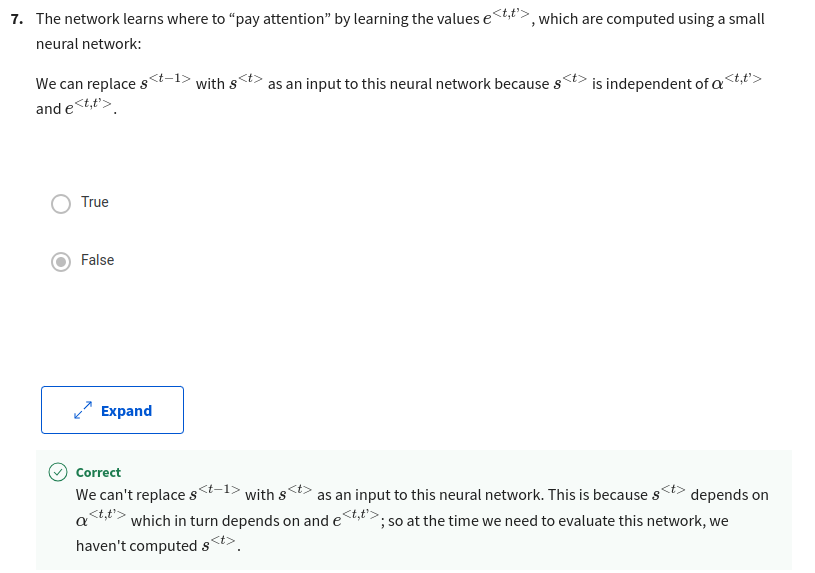 7. The network learns where to “pay attention” by learning the values e^{<t,t’>}, which are computed using a small
neural network:
We can replace s^{<t−1>} with s^{<t>} as an input to this neural network because s^{<t>} is independent of α^{<t,t’>}
and e^{<t,t’>}.
True
False
Expand
Correct
We can't replace s^{<t−1>} with s^{<t>} as an input to this neural network. This is because s^{<t>} depends on
α^{<t,t’>} which in turn depends on and e^{<t,t’>}; so at the time we need to evaluate this network, we
haven't computed s^{<t>}.